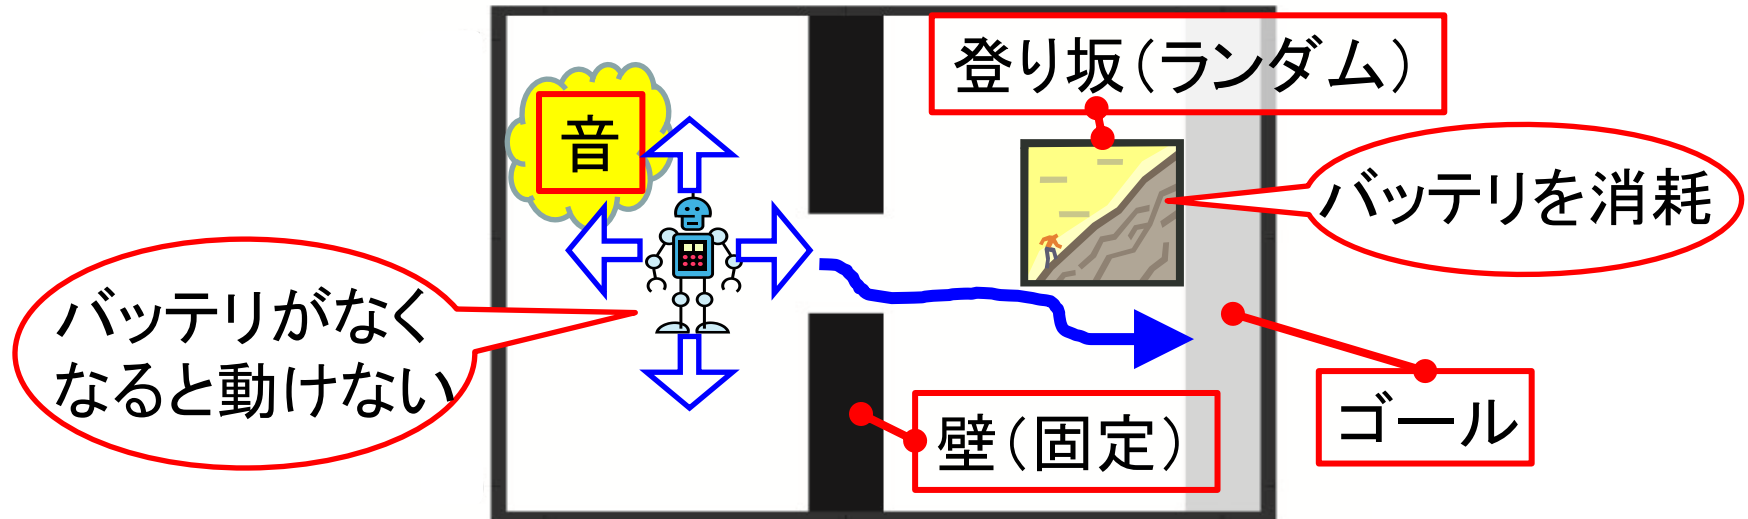 登り坂(ランダム)
音
バッテリを消耗
バッテリがなく
なると動けない
ゴール
壁(固定)